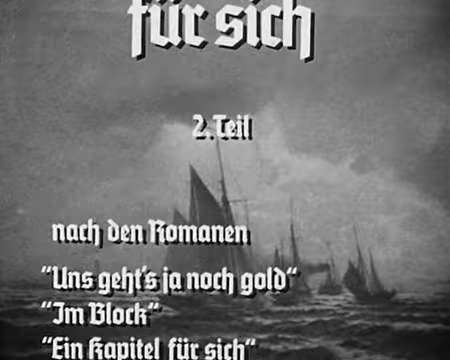 für sich
2. Teil
nach den Romanen
“Uns geht's ja noch gold“
“Im Block“
“Ein Kapitel für sich“